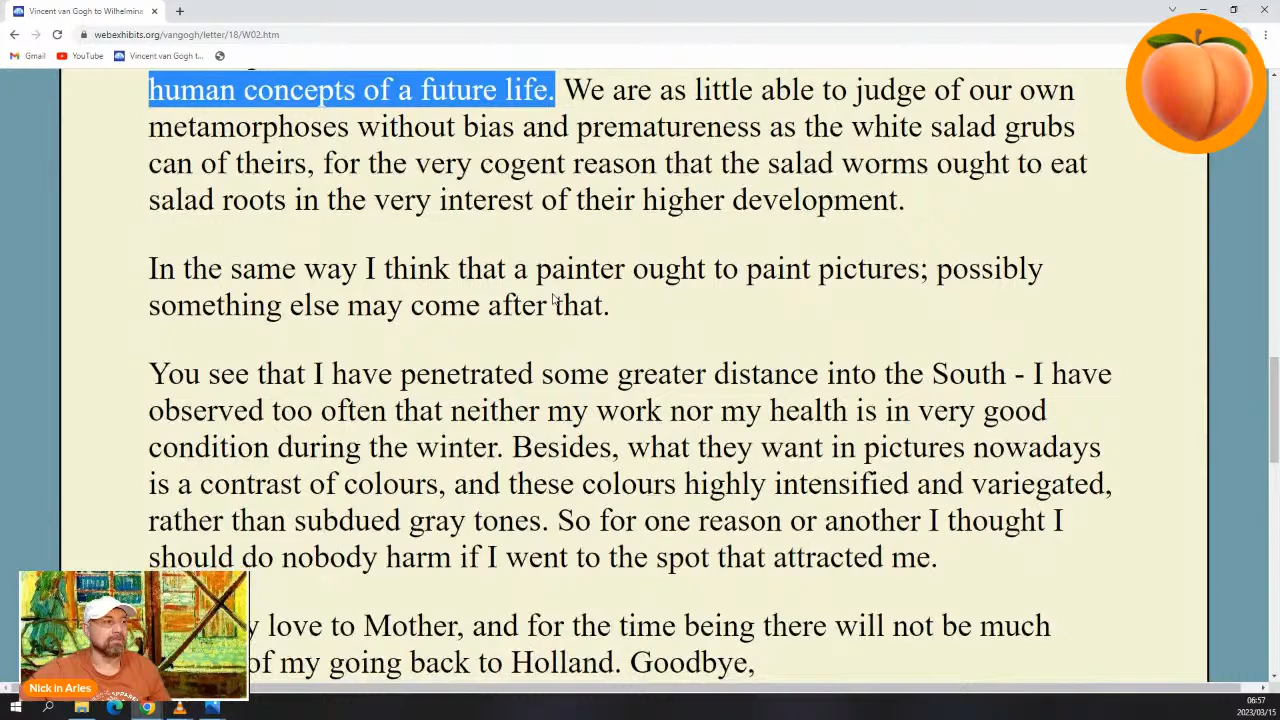 Vincent van Gogh to Wilhelmina
webexhibits.org/vangogh/letter/18/W02.htm
Gmail
YouTube
Vincent van Gogh t...
human concepts of a future life. We are as little able to judge of our own
metamorphoses without bias and prematureness as the white salad grubs
can of theirs, for the very cogent reason that the salad worms ought to eat
salad roots in the very interest of their higher development.
In the same way I think that a painter ought to paint pictures; possibly
something else may come after that.
You see that I have penetrated some greater distance into the South - I have
observed too often that neither my work nor my health is in very good
condition during the winter. Besides, what they want in pictures nowadays
is a contrast of colours, and these colours highly intensified and variegated,
rather than subdued gray tones. So for one reason or another I thought I
should do nobody harm if I went to the spot that attracted me.
y love to Mother, and for the time being there will not be much
of my going back to Holland. Goodbye,
Nick in Arles
06:57
2023/03/15